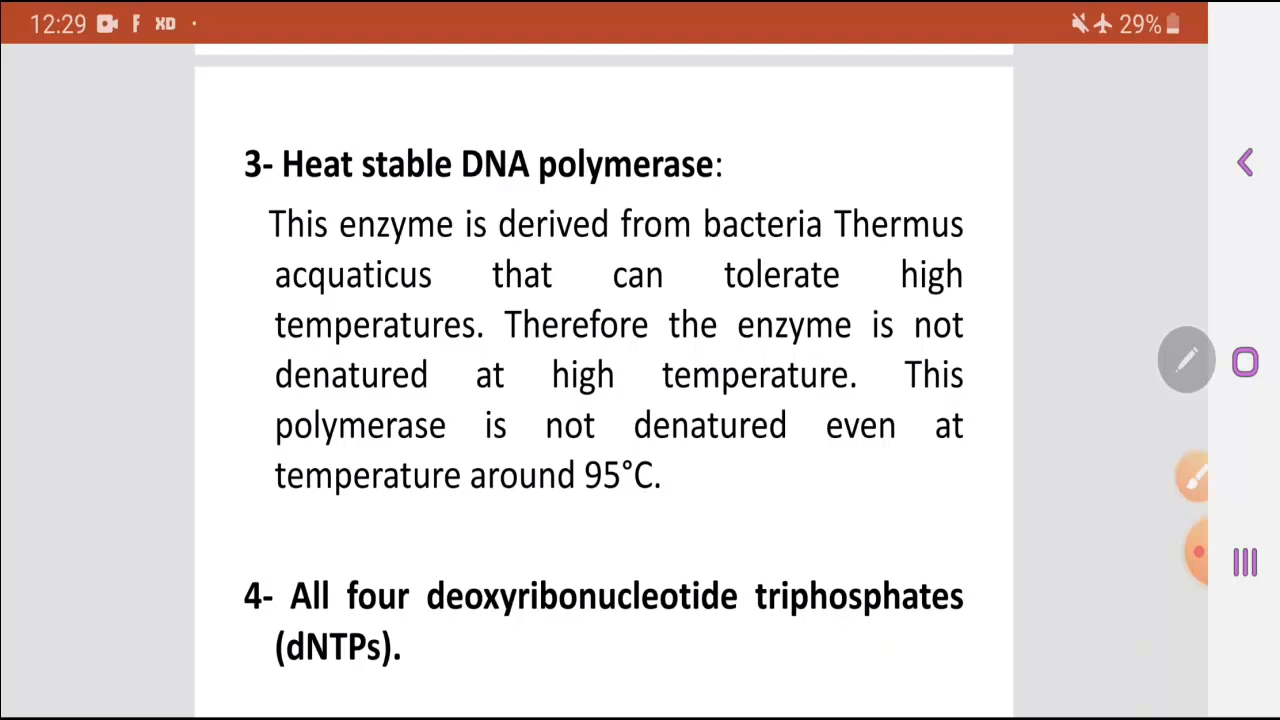 12:29 f XD 29%
3- Heat stable DNA polymerase:
This enzyme is derived from bacteria Thermus
acquaticus that can tolerate high
temperatures. Therefore the enzyme is not
denatured at high temperature. This
polymerase is not denatured even at
temperature around 95°C.
4- All four deoxyribonucleotide triphosphates
(dNTPs).